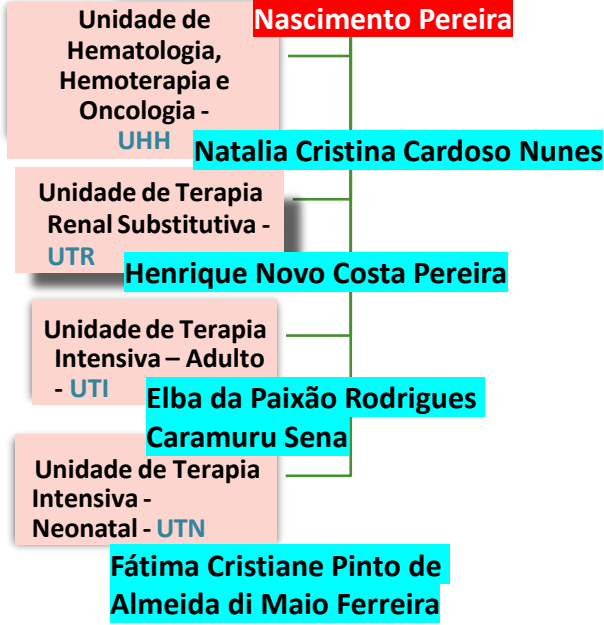 Nascimento Pereira
Unidade de
Hematologia,
Hemoterapia e
Oncologia -
UHH
Natalia Cristina Cardoso Nunes
Unidade de Terapia
Renal Substitutiva -
UTR
Henrique Novo Costa Pereira
Unidade de Terapia
Intensiva – Adulto
- UTI
Elba da Paixão Rodrigues
Caramuru Sena
Unidade de Terapia
Intensiva -
Neonatal - UTN
Fátima Cristiane Pinto de
Almeida di Maio Ferreira